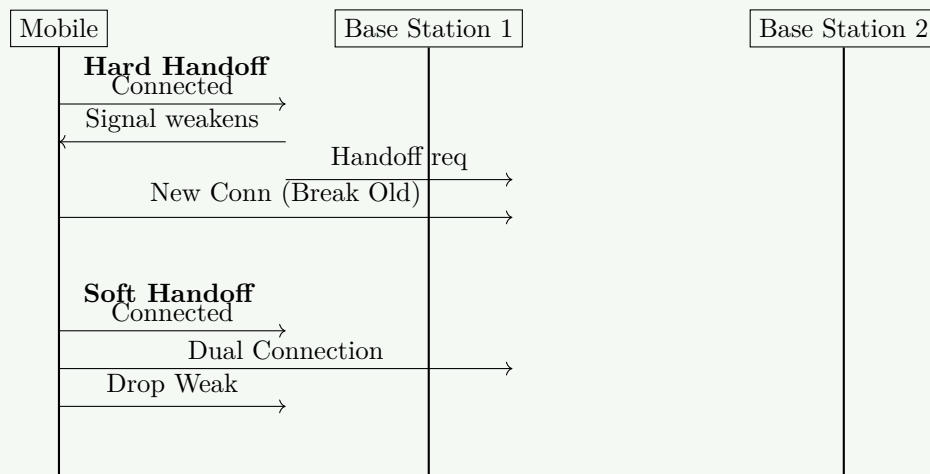 Mobile
Base Station 1
Base Station 2
Hard Handoff
Connected
Signal weakens
Handoff req
New Conn (Break Old)
Soft Handoff
Connected
Dual Connection
Drop Weak